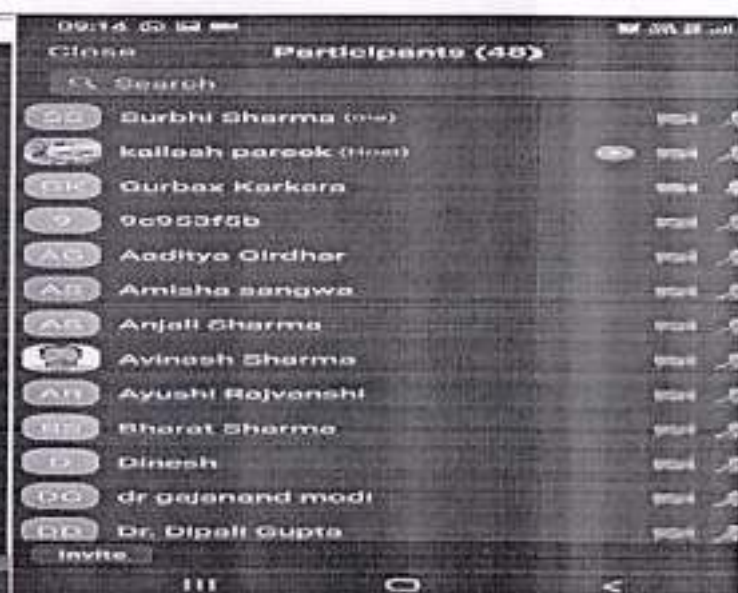 09:14
Close Participants (48)
Search
SS Surbhi Sharma (me)
kailash pareek (Host)
GK Gurbax Karkara
9 9c953f5b
AG Aaditya Girdhar
AS Amisha sangwa
AS Anjali Sharma
Avinash Sharma
AR Ayushi Rajvanshi
BS Bharat Sharma
D Dinesh
DG dr gajanand modi
DD Dr. Dipali Gupta
Invite